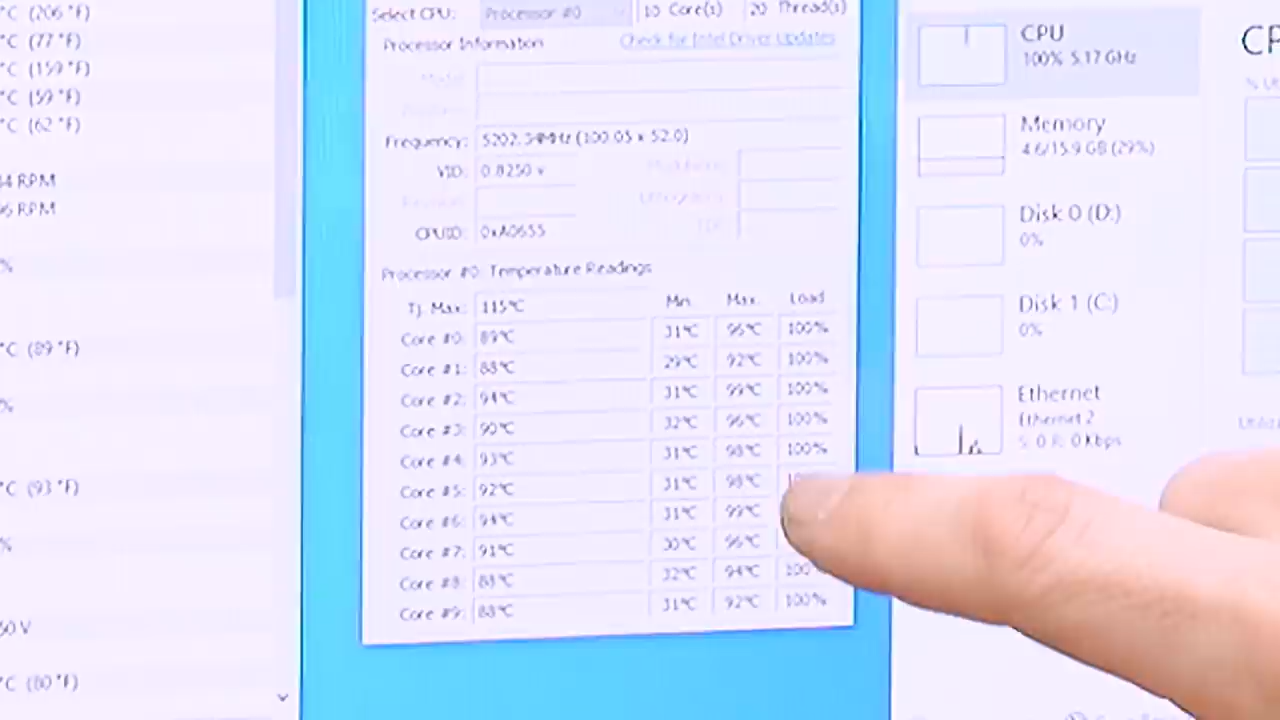 °C (206 °F)
°C (77 °F)
°C (159 °F)
°C (59 °F)
°C (62 °F)
4 RPM
6 RPM
%
°C (89 °F)
%
°C (93 °F)
%
50 V
°C (80 °F)
Select CPU: Processor #0 10 Core(s) 20 Thread(s)
Processor Information Check for Intel Driver Updates
Frequency: 5202.34MHz (100.05 x 52.0)
VID: 0.8250 v
CPUID: 0xA0655
Processor #0: Temperature Readings
Tj. Max: 115°C Min. Max. Load
Core #0: 89°C 31°C 96°C 100%
Core #1: 88°C 29°C 92°C 100%
Core #2: 94°C 31°C 99°C 100%
Core #3: 90°C 32°C 96°C 100%
Core #4: 93°C 31°C 98°C 100%
Core #5: 92°C 31°C 98°C
Core #6: 94°C 31°C 99°C
Core #7: 91°C 30°C 96°C
Core #8: 88°C 32°C 94°C 100
Core #9: 88°C 31°C 92°C 100%
CPU
100% 5.17 GHz
Memory
4.6/15.9 GB (29%)
Disk 0 (D:)
0%
Disk 1 (C:)
0%
Ethernet
Ethernet 2
S: 0 R: 0 Kbps
CP